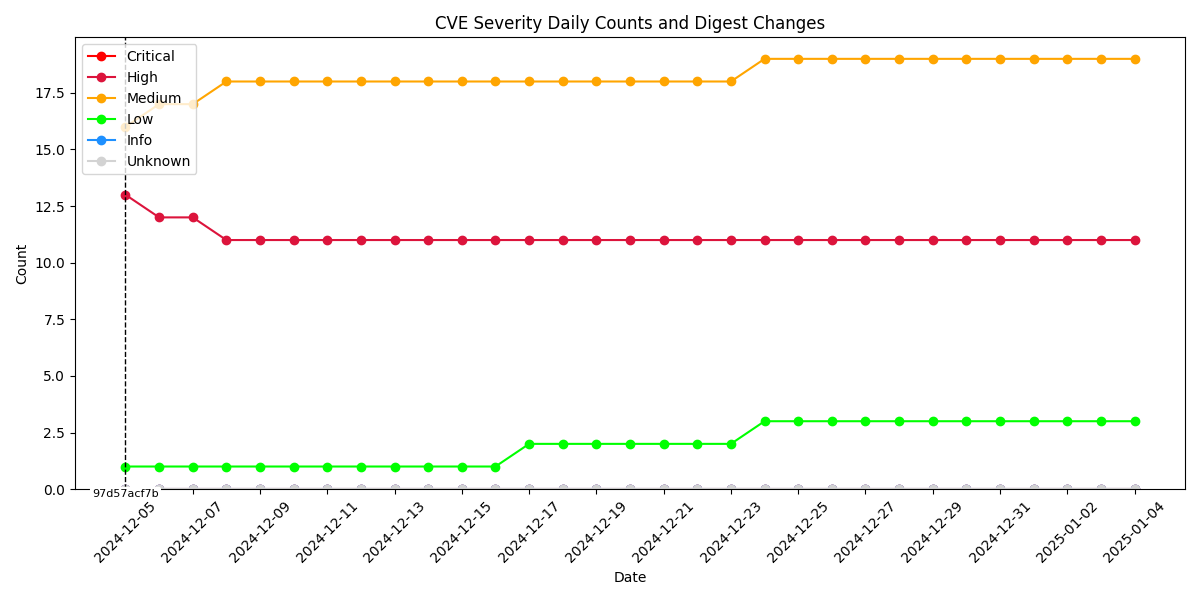 CVE Severity Daily Counts and Digest Changes
Critical
High
Medium
Low
Info
Unknown
Count
17.5
15.0
12.5
10.0
7.5
5.0
2.5
0.0
97d57acf7b
2024-12-05
2024-12-07
2024-12-09
2024-12-11
2024-12-13
2024-12-15
2024-12-17
2024-12-19
2024-12-21
2024-12-23
2024-12-25
2024-12-27
2024-12-29
2024-12-31
2025-01-02
2025-01-04
Date